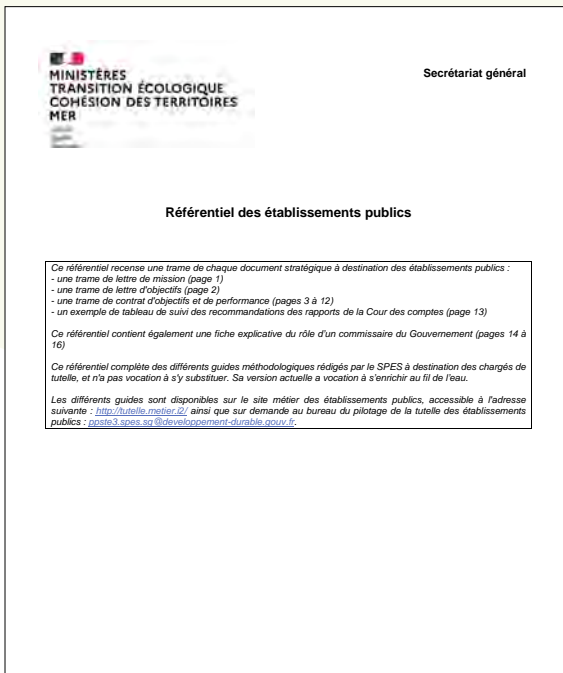 MINISTÈRES
TRANSITION ÉCOLOGIQUE
COHÉSION DES TERRITOIRES
MER
Secrétariat général
Référentiel des établissements publics
Ce référentiel recense une trame de chaque document stratégique à destination des établissements publics :
- une trame de lettre de mission (page 1)
- une trame de lettre d'objectifs (page 2)
- une trame de contrat d'objectifs et de performance (pages 3 à 12)
- un exemple de tableau de suivi des recommandations des rapports de la Cour des comptes (page 13)
Ce référentiel contient également une fiche explicative du rôle d'un commissaire du Gouvernement (pages 14 à
16)
Ce référentiel complète des différents guides méthodologiques rédigés par le SPES à destination des chargés de
tutelle, et n'a pas vocation à s'y substituer. Sa version actuelle a vocation à s'enrichir au fil de l'eau.
Les différents guides sont disponibles sur le site métier des établissements publics, accessible à l'adresse
suivante : http://tutelle.metier.i2/ ainsi que sur demande au bureau du pilotage de la tutelle des établissements
publics : ppste3.spes.sg@developpement-durable.gouv.fr.